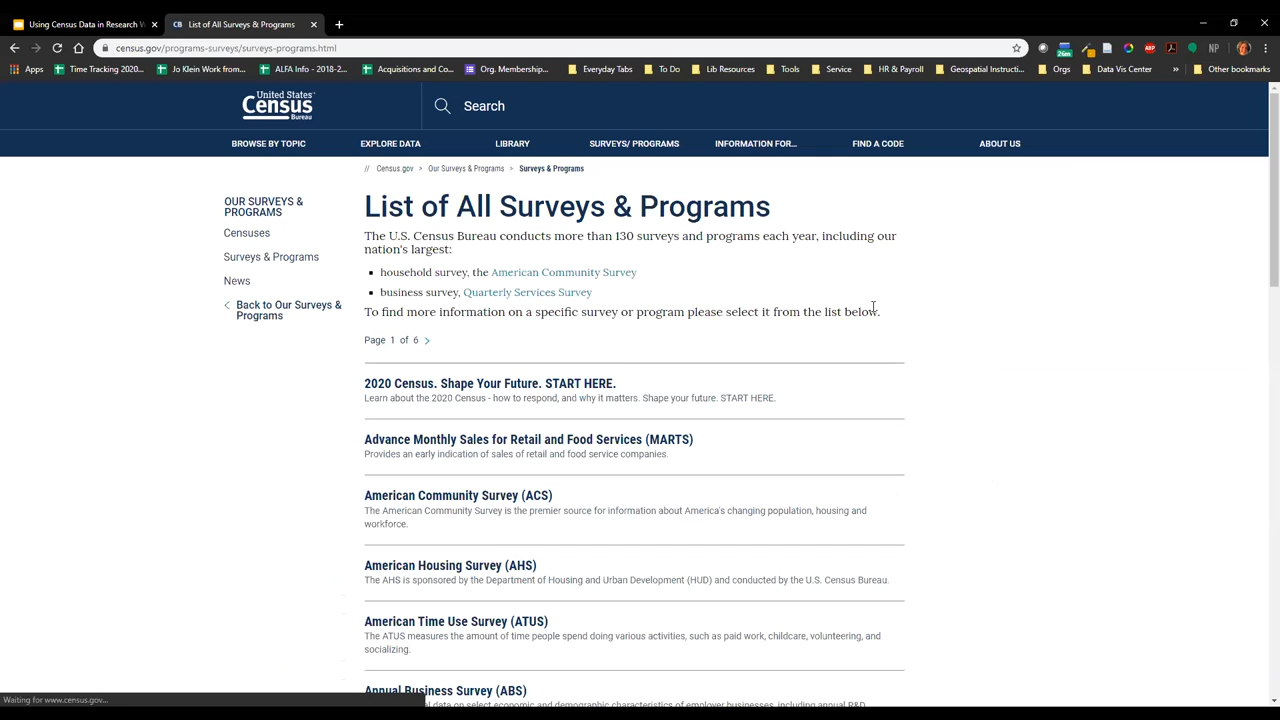 Using Census Data in Research
List of All Surveys & Programs
census.gov/programs-surveys/surveys-programs.html
Apps
Time Tracking 2020...
Jo Klein Work from...
ALFA Info - 2018-2...
Acquisitions and Co...
Org. Membership...
Everyday Tabs
To Do
Lib Resources
Tools
Service
HR & Payroll
Geospatial Instructi...
Orgs
Data Vis Center
»
Other bookmarks
United States
Census
Bureau
Search
BROWSE BY TOPIC
EXPLORE DATA
LIBRARY
SURVEYS/ PROGRAMS
INFORMATION FOR...
FIND A CODE
ABOUT US
// Census.gov > Our Surveys & Programs > Surveys & Programs
OUR SURVEYS &
PROGRAMS
Censuses
Surveys & Programs
News
Back to Our Surveys &
Programs
List of All Surveys & Programs
The U.S. Census Bureau conducts more than 130 surveys and programs each year, including our
nation's largest:
household survey, the American Community Survey
business survey, Quarterly Services Survey
To find more information on a specific survey or program please select it from the list below.
Page 1 of 6 >
2020 Census. Shape Your Future. START HERE.
Learn about the 2020 Census - how to respond, and why it matters. Shape your future. START HERE.
Advance Monthly Sales for Retail and Food Services (MARTS)
Provides an early indication of sales of retail and food service companies.
American Community Survey (ACS)
The American Community Survey is the premier source for information about America's changing population, housing and
workforce.
American Housing Survey (AHS)
The AHS is sponsored by the Department of Housing and Urban Development (HUD) and conducted by the U.S. Census Bureau.
American Time Use Survey (ATUS)
The ATUS measures the amount of time people spend doing various activities, such as paid work, childcare, volunteering, and
socializing.
Annual Business Survey (ABS)
data on select economic and demographic characteristics of employer businesses, including annual R&D
Waiting for www.census.gov...